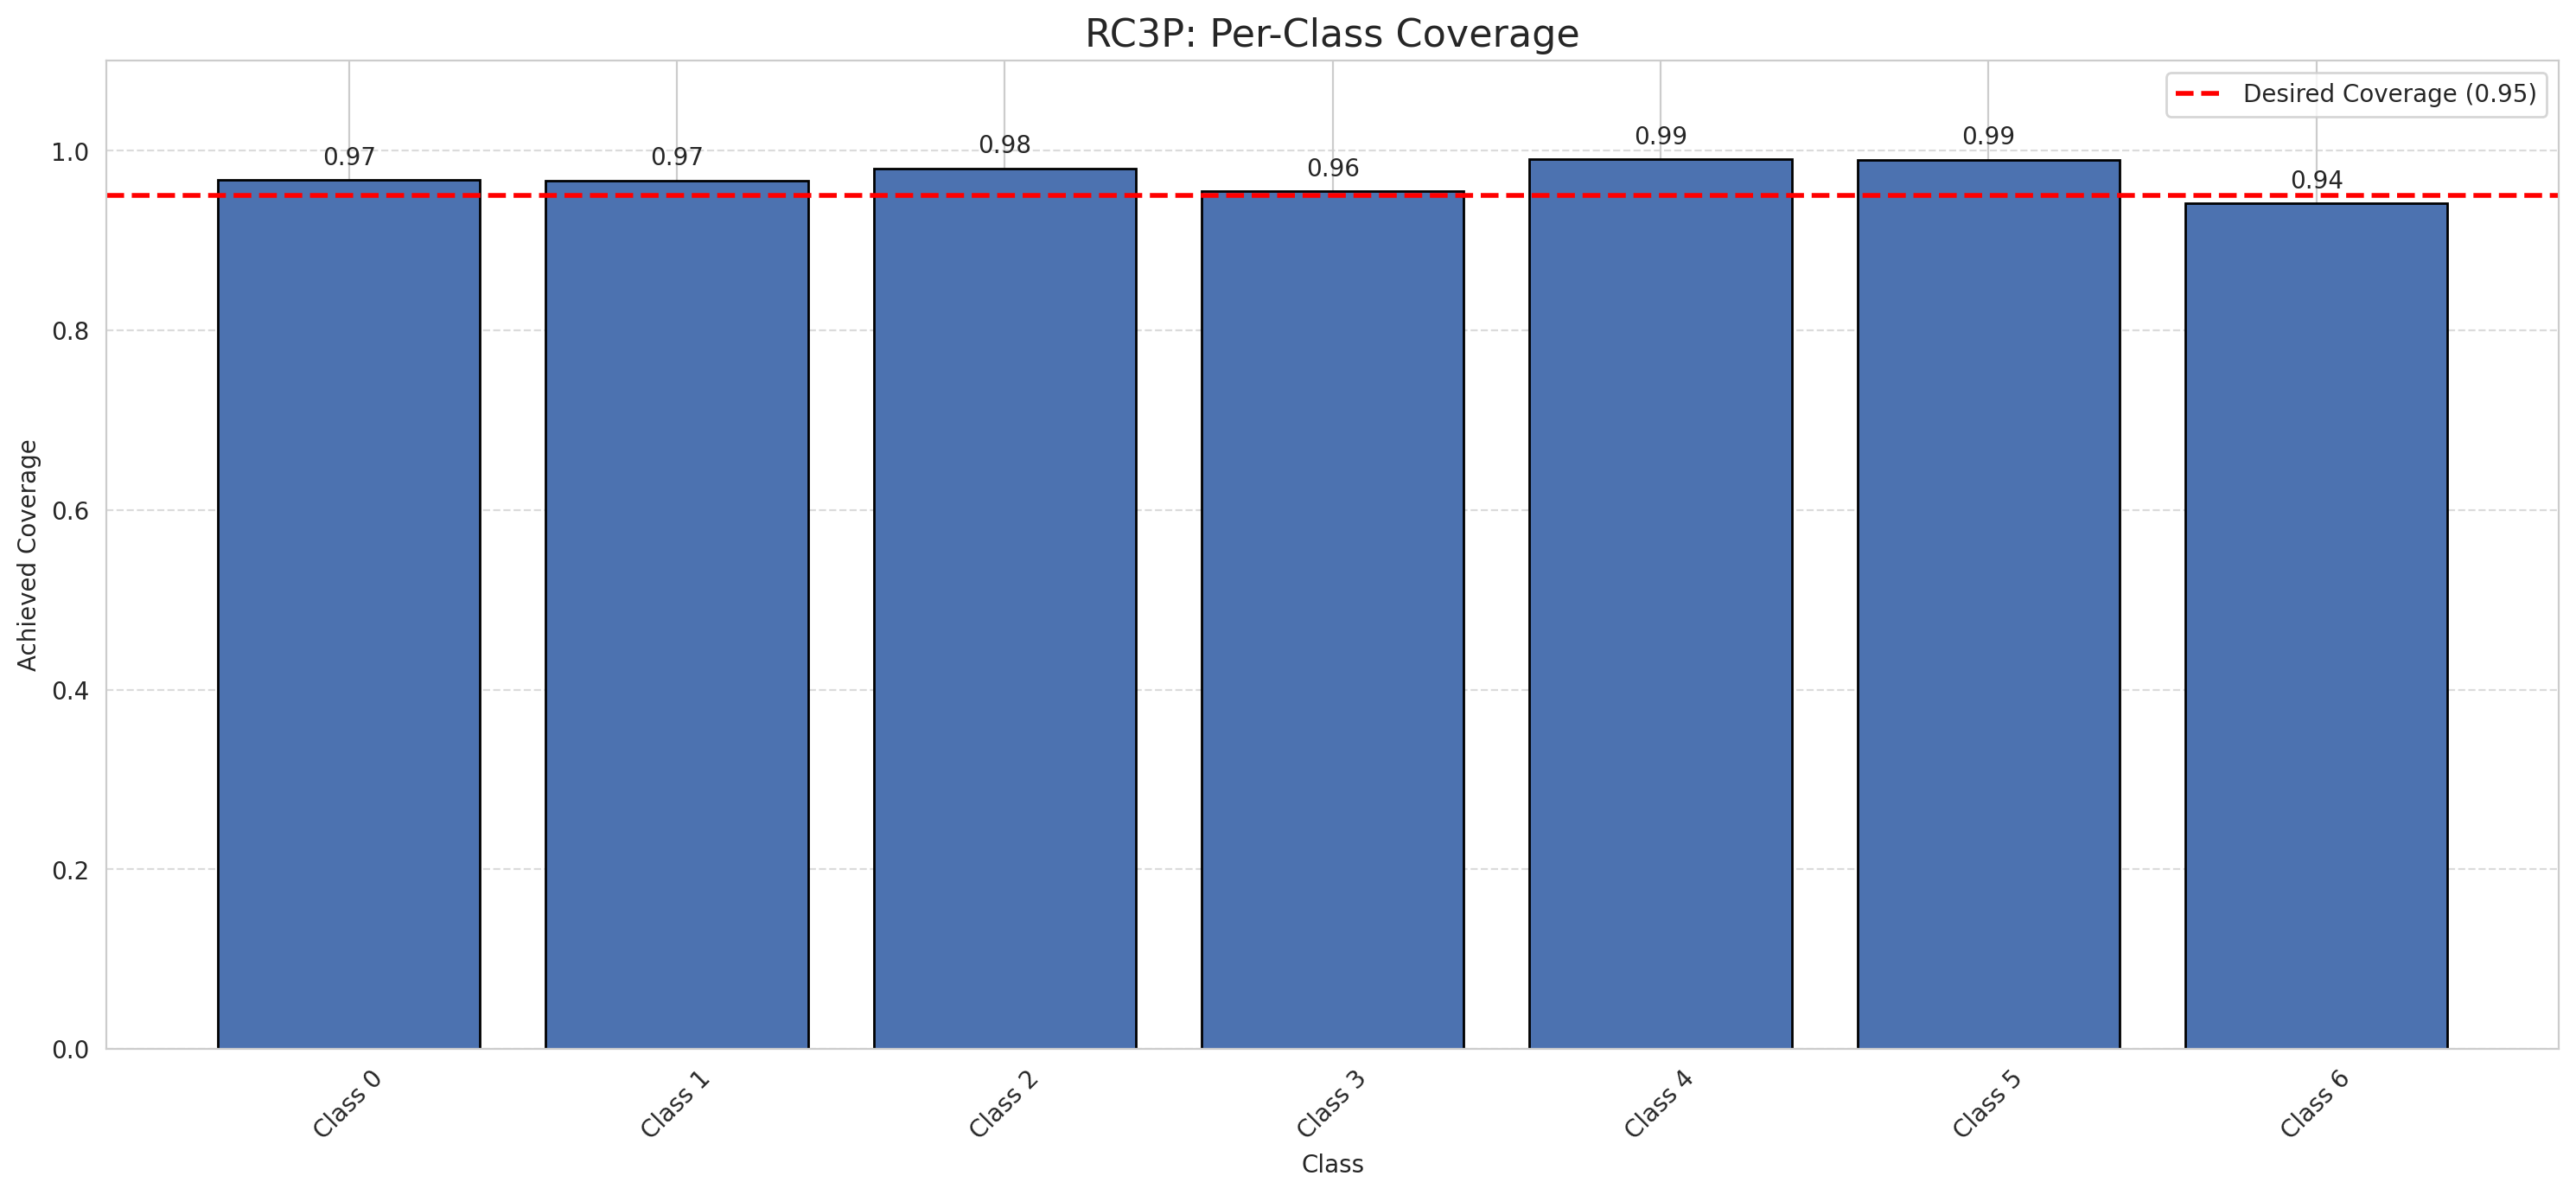 RC3P: Per-Class Coverage
Desired Coverage (0.95)
Achieved Coverage
1.0
0.8
0.6
0.4
0.2
0.0
0.97
0.97
0.98
0.96
0.99
0.99
0.94
Class 0
Class 1
Class 2
Class 3
Class 4
Class 5
Class 6
Class